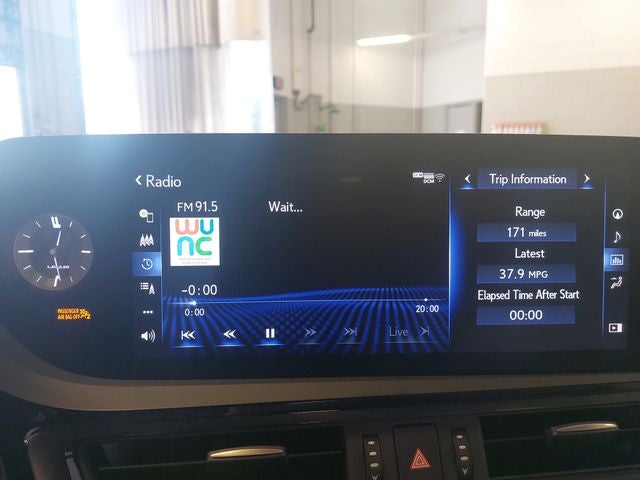 Radio
DCM
Trip Information
FM 91.5
Wait...
WUNC
Range
171 miles
Latest
37.9 MPG
-0:00
Elapsed Time After Start
0:00
20:00
00:00
Live
LEXUS
PASSENGER
AIR BAG OFF 2
A